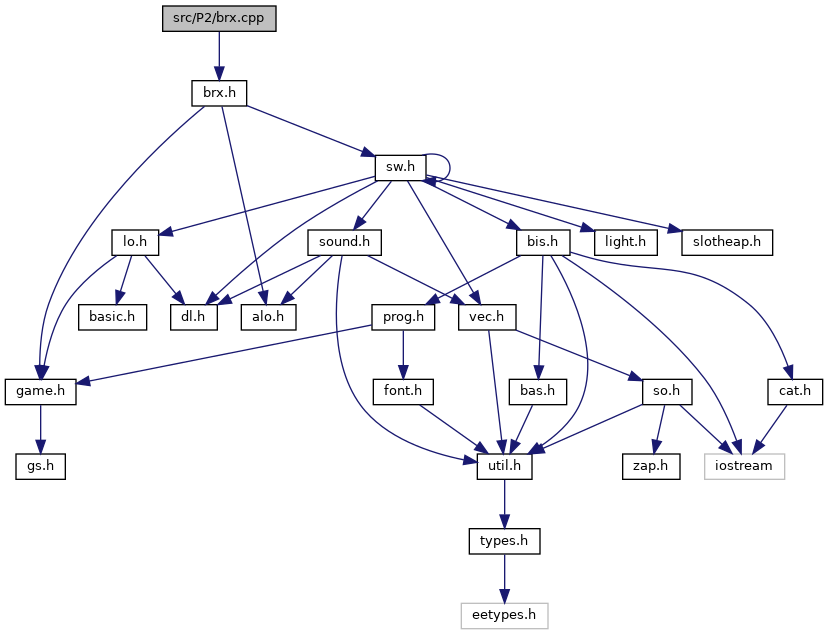 src/P2/brx.cpp
brx.h
sw.h
lo.h
sound.h
bis.h
light.h
slotheap.h
basic.h
dl.h
alo.h
prog.h
vec.h
game.h
font.h
bas.h
so.h
cat.h
gs.h
util.h
zap.h
iostream
types.h
eetypes.h